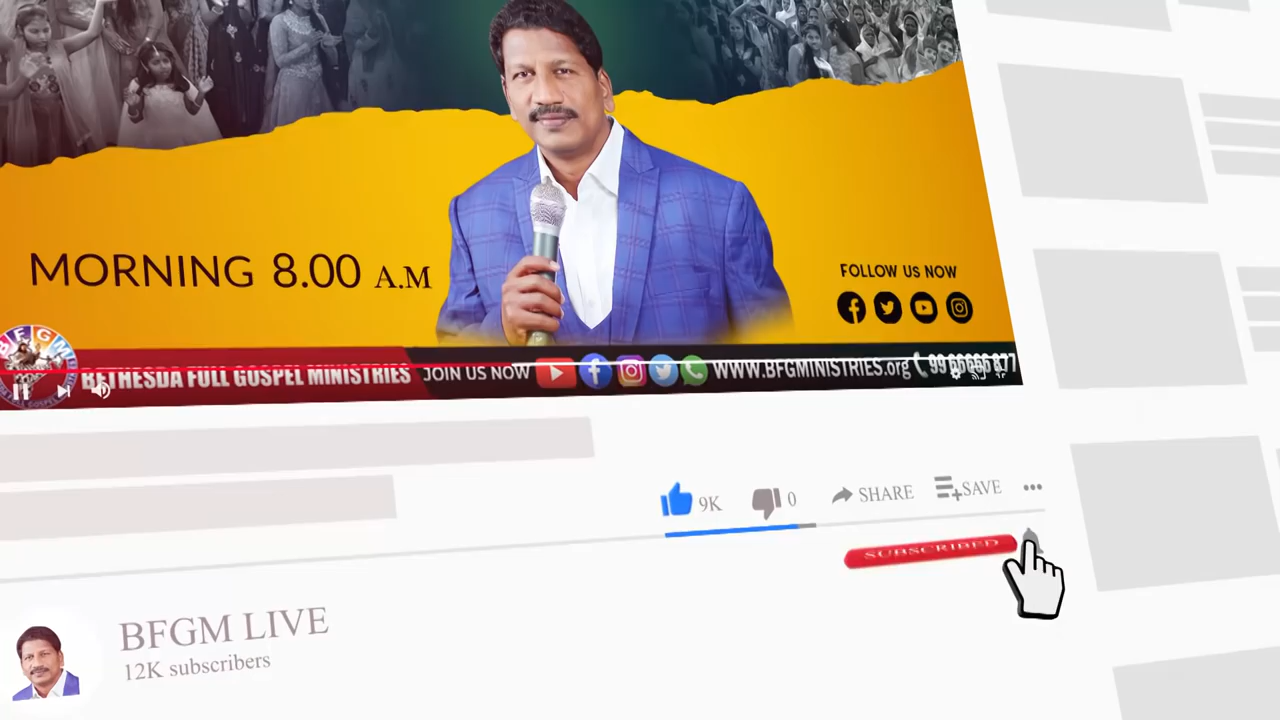 MORNING 8.00 A.M
FOLLOW US NOW
BFGM
BETHESDA FULL GOSPEL MINISTRIES JOIN US NOW WWW.BFGMINISTRIES.org
9K 0 SHARE SAVE
SUBSCRIBED
BFGM LIVE
12K subscribers